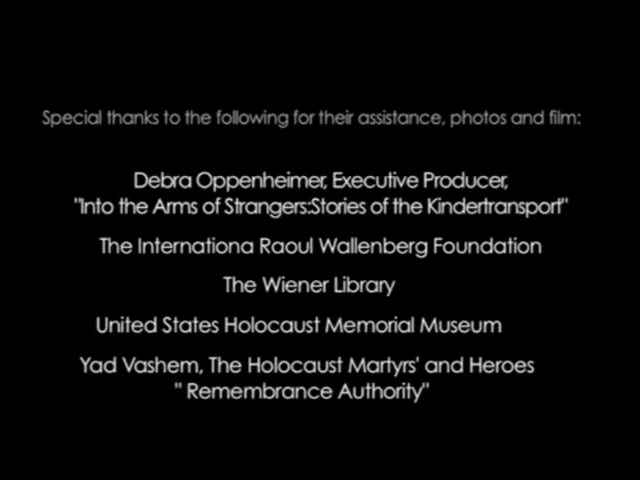 Special thanks to the following for their assistance, photos and film:
Debra Oppenheimer, Executive Producer,
"Into the Arms of Strangers:Stories of the Kindertransport"
The Internationa Raoul Wallenberg Foundation
The Wiener Library
United States Holocaust Memorial Museum
Yad Vashem, The Holocaust Martyrs' and Heroes
" Remembrance Authority"